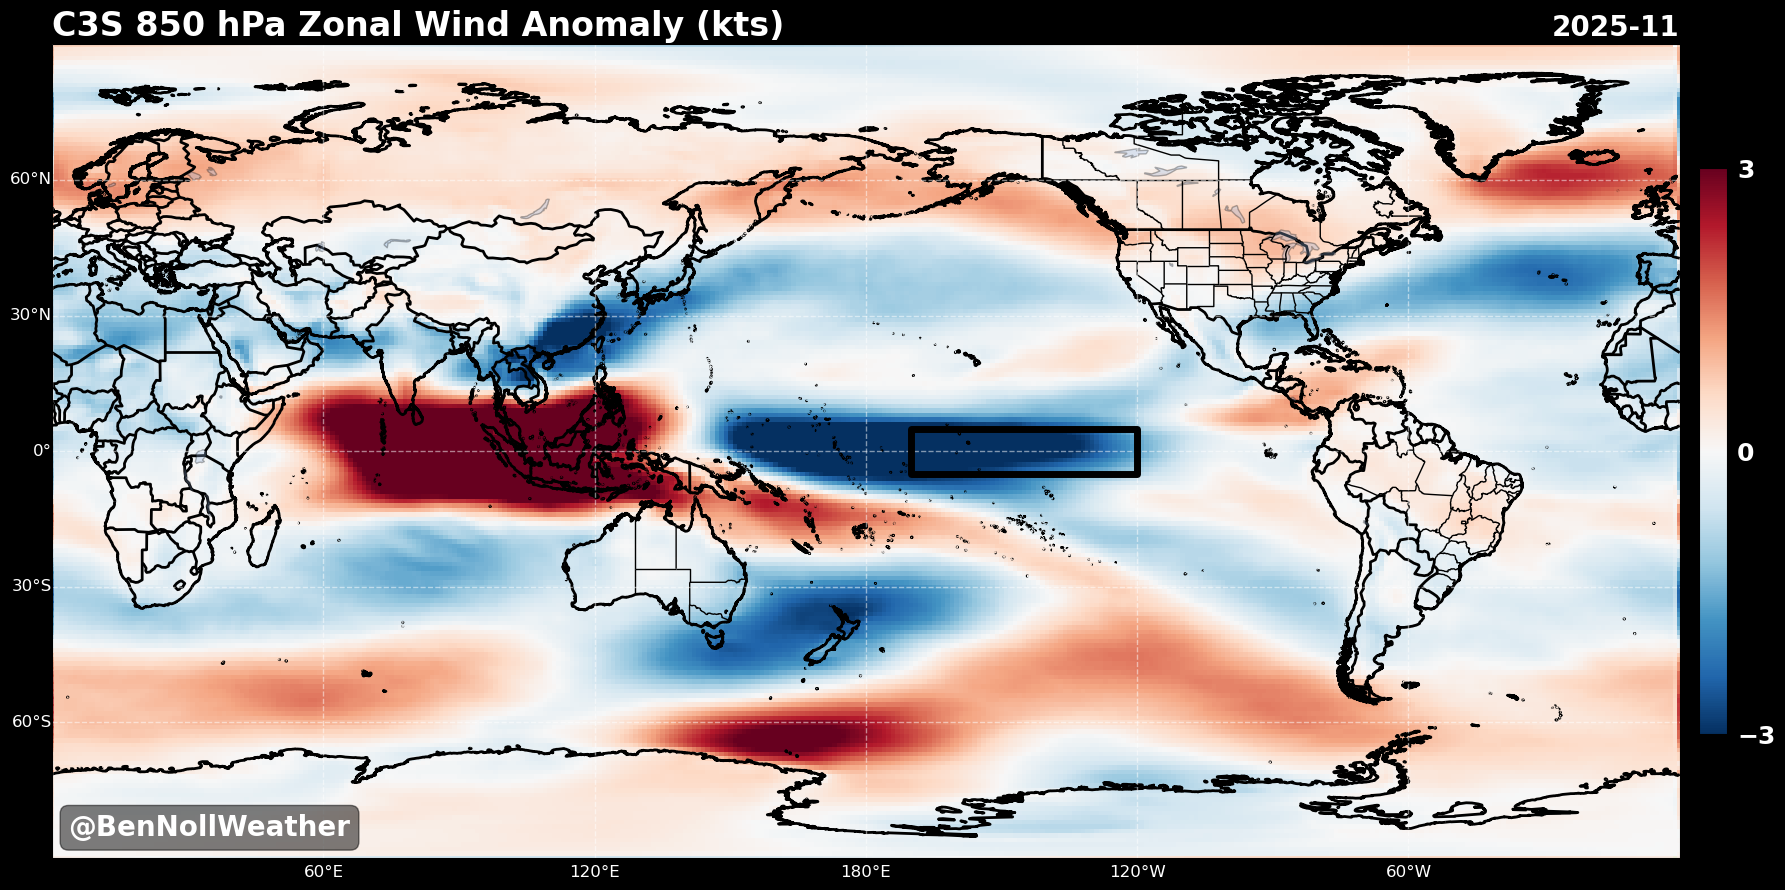 C3S 850 hPa Zonal Wind Anomaly (kts)
2025-11
60°N
30°N
0°
30°S
60°S
60°E
120°E
180°E
120°W
60°W
3
0
−3
@BenNollWeather